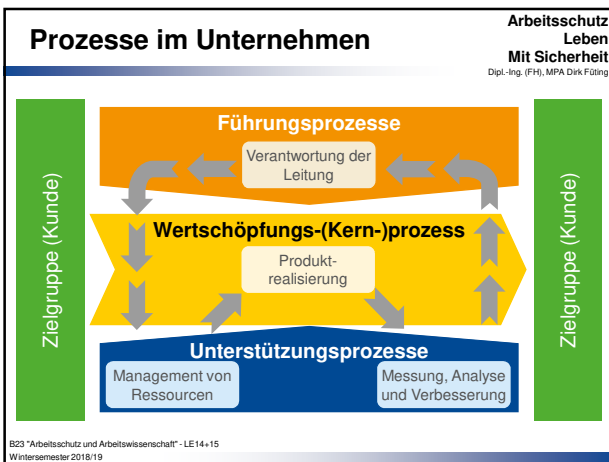 Prozesse im Unternehmen
Arbeitsschutz
Leben
Mit Sicherheit
Dipl.-Ing. (FH), MPA Dirk Füting
Zielgruppe (Kunde)
Führungsprozesse
Verantwortung der
Leitung
Wertschöpfungs-(Kern-)prozess
Produkt-
realisierung
Unterstützungsprozesse
Management von
Ressourcen
Messung, Analyse
und Verbesserung
Zielgruppe (Kunde)
B23 "Arbeitsschutz und Arbeitswissenschaft" - LE14+15
Wintersemester 2018/19